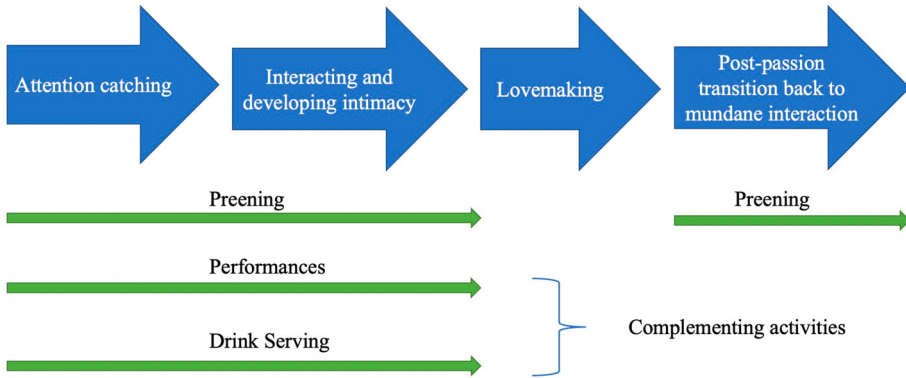 Attention catching
Interacting and
developing intimacy
Lovemaking
Post-passion
transition back to
mundane interaction
Preening
Preening
Performances
Complementing activities
Drink Serving